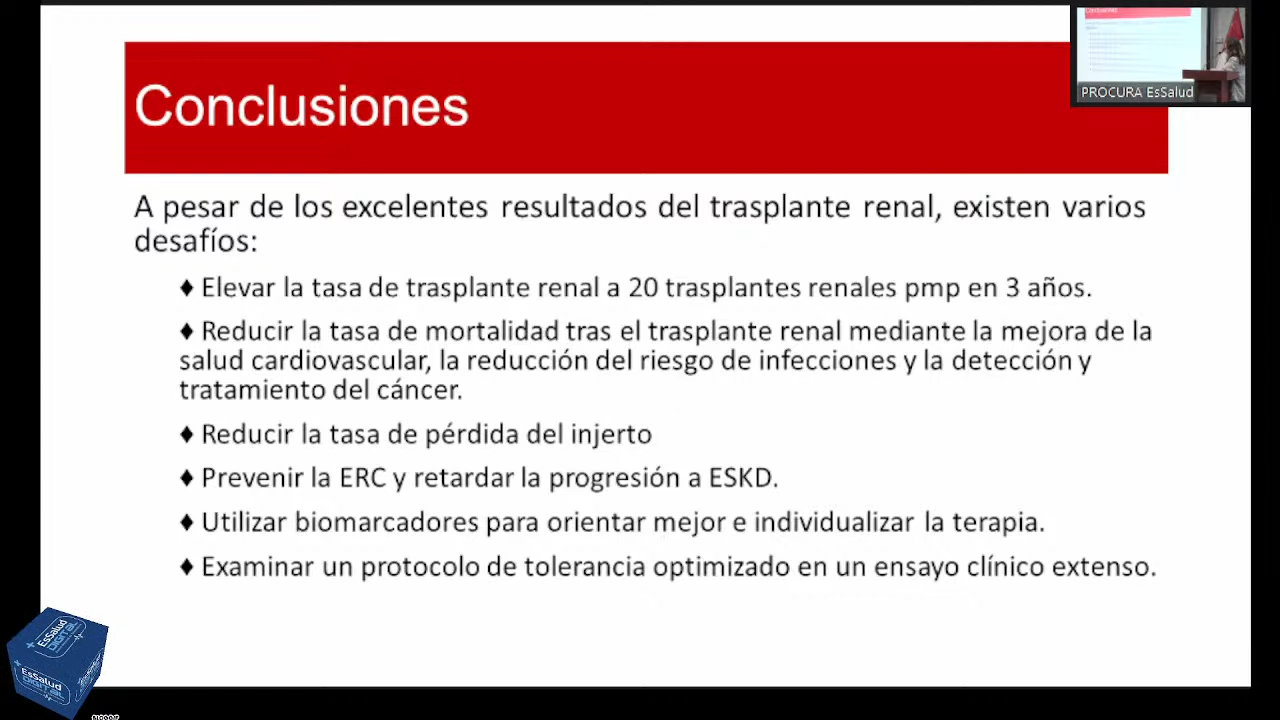 Conclusiones
PROCURA EsSalud
A pesar de los excelentes resultados del trasplante renal, existen varios
desafíos:
♦ Elevar la tasa de trasplante renal a 20 trasplantes renales pmp en 3 años.
♦ Reducir la tasa de mortalidad tras el trasplante renal mediante la mejora de la
salud cardiovascular, la reducción del riesgo de infecciones y la detección y
tratamiento del cáncer.
♦ Reducir la tasa de pérdida del injerto
♦ Prevenir la ERC y retardar la progresión a ESKD.
♦ Utilizar biomarcadores para orientar mejor e individualizar la terapia.
♦ Examinar un protocolo de tolerancia optimizado en un ensayo clínico extenso.
EsSalud
DIGITAL
EsSalud
DIGITAL